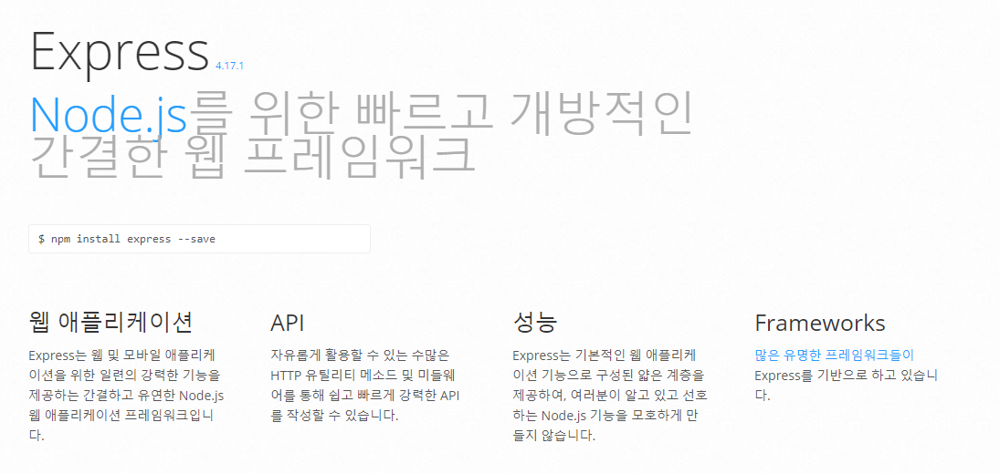 Express 4.17.1
Node.js를 위한 빠르고 개방적인
간결한 웹 프레임워크
$ npm install express --save
웹 애플리케이션
Express는 웹 및 모바일 애플리케
이션을 위한 일련의 강력한 기능을
제공하는 간결하고 유연한 Node.js
웹 애플리케이션 프레임워크입니
다.
API
자유롭게 활용할 수 있는 수많은
HTTP 유틸리티 메소드 및 미들웨
어를 통해 쉽고 빠르게 강력한 API
를 작성할 수 있습니다.
성능
Express는 기본적인 웹 애플리케
이션 기능으로 구성된 얇은 계층을
제공하여, 여러분이 알고 있고 선호
하는 Node.js 기능을 모호하게 만
들지 않습니다.
Frameworks
많은 유명한 프레임워크들이
Express를 기반으로 하고 있습니
다.